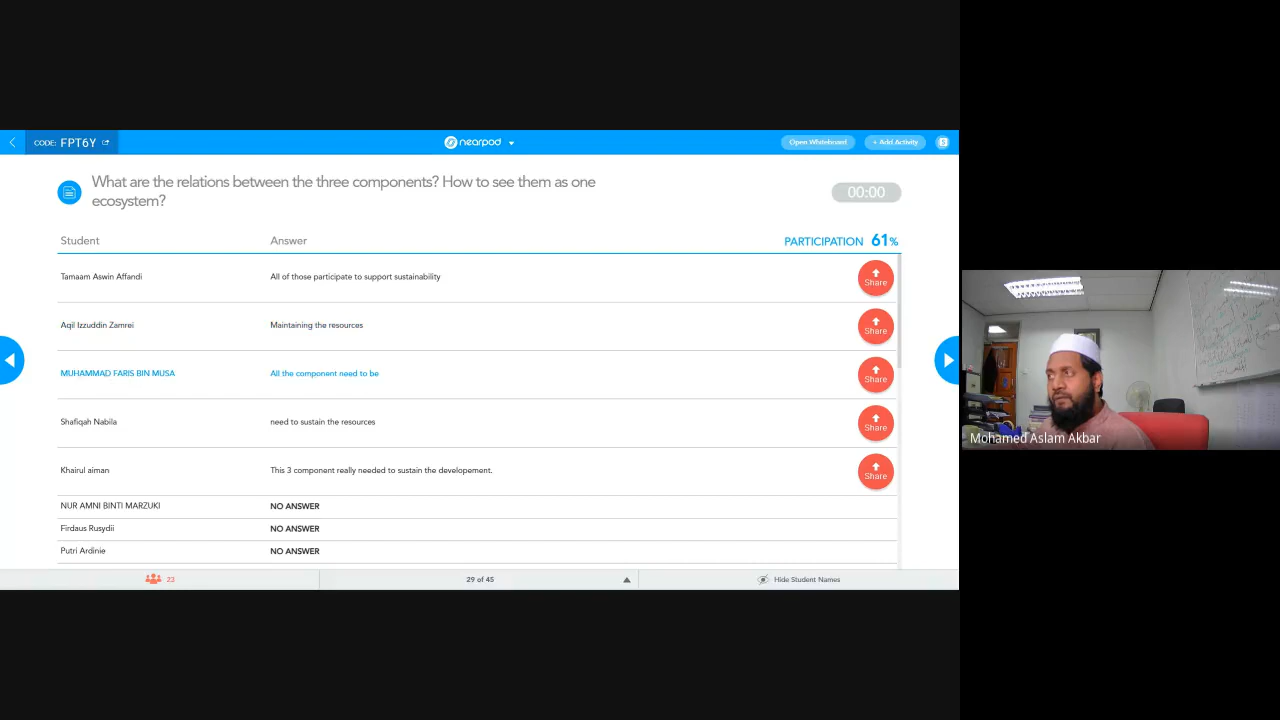 CODE: FPT6Y
nearpod
Open Whiteboard
+ Add Activity
S
What are the relations between the three components? How to see them as one
ecosystem?
00:00
Student
Answer
PARTICIPATION 61%
Tamaam Aswin Affandi
All of those participate to support sustainability
Share
Aqil Izzuddin Zamrei
Maintaining the resources
Share
MUHAMMAD FARIS BIN MUSA
All the component need to be
Share
Shafiqah Nabila
need to sustain the resources
Share
Khairul aiman
This 3 component really needed to sustain the developement.
Share
NUR AMNI BINTI MARZUKI
NO ANSWER
Firdaus Rusydii
NO ANSWER
Putri Ardinie
NO ANSWER
23
29 of 45
Hide Student Names
Mohamed Aslam Akbar